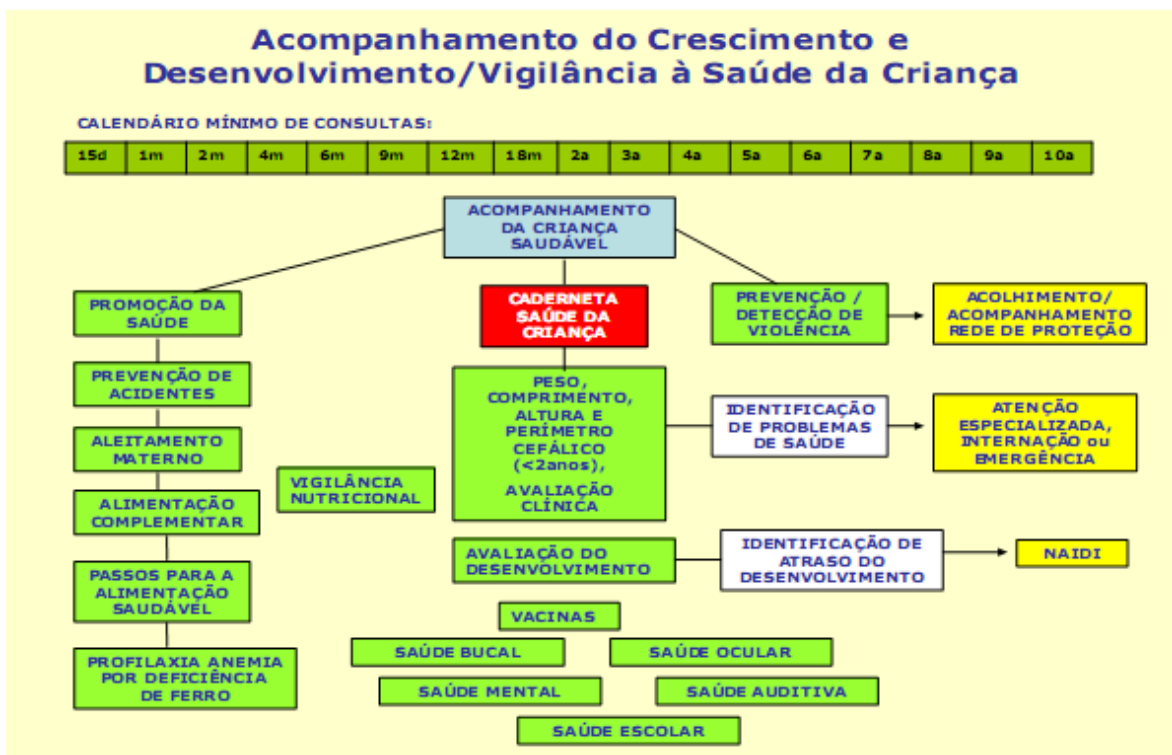 Acompanhamento do Crescimento e
Desenvolvimento/Vigilância à Saúde da Criança
CALENDÁRIO MÍNIMO DE CONSULTAS:
15d 1m 2m 4m 6m 9m 12m 18m 2a 3a 4a 5a 6a 7a 8a 9a 10a
ACOMPANHAMENTO
DA CRIANÇA
SAUDÁVEL
PROMOÇÃO DA
SAÚDE
CADERNETA
SAÚDE DA
CRIANÇA
PREVENÇÃO /
DETECÇÃO DE
VIOLÊNCIA
ACOLHIMENTO/
ACOMPANHAMENTO
REDE DE PROTEÇÃO
PREVENÇÃO DE
ACIDENTES
PESO,
COMPRIMENTO,
ALTURA E
PERÍMETRO
CEFÁLICO
(<2anos),
AVALIAÇÃO
CLÍNICA
IDENTIFICAÇÃO
DE PROBLEMAS
DE SAÚDE
ATENÇÃO
ESPECIALIZADA,
INTERNAÇÃO ou
EMERGÊNCIA
ALEITAMENTO
MATERNO
VIGILÂNCIA
NUTRICIONAL
ALIMENTAÇÃO
COMPLEMENTAR
AVALIAÇÃO DO
DESENVOLVIMENTO
IDENTIFICAÇÃO DE
ATRASO DO
DESENVOLVIMENTO
NAIDI
PASSOS PARA A
ALIMENTAÇÃO
SAUDÁVEL
VACINAS
SAÚDE BUCAL
SAÚDE OCULAR
PROFILAXIA ANEMIA
POR DEFICIÊNCIA
DE FERRO
SAÚDE MENTAL
SAÚDE AUDITIVA
SAÚDE ESCOLAR